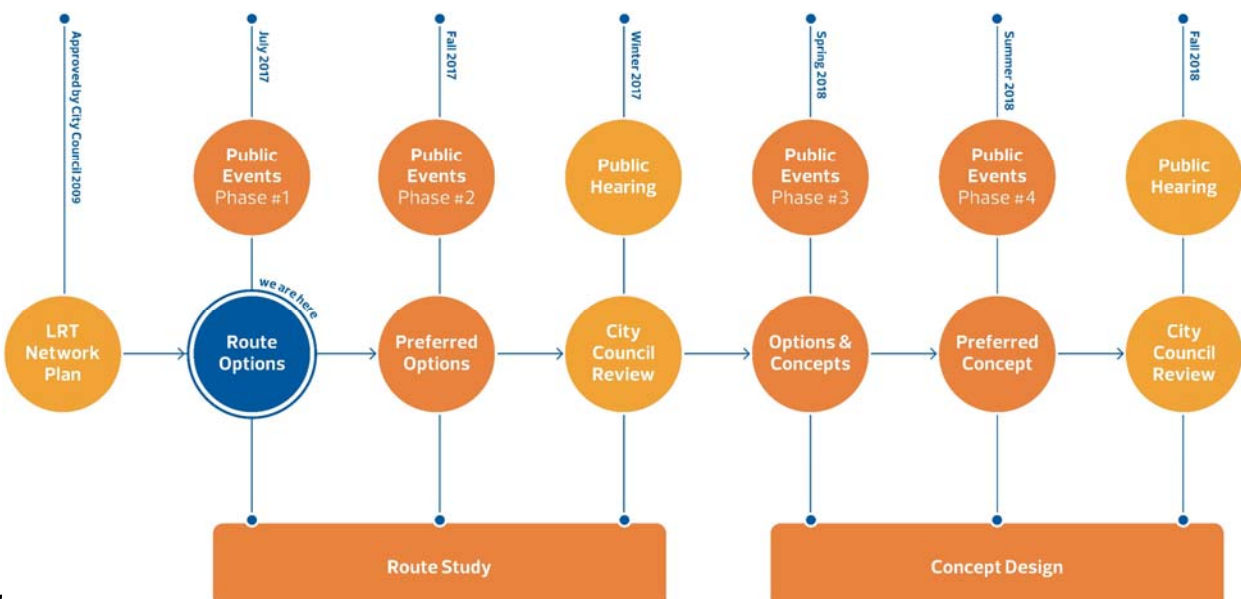 Approved by City Council 2009
July 2017
Fall 2017
Winter 2017
Spring 2018
Summer 2018
Fall 2018
Public
Events
Phase #1
Public
Events
Phase #2
Public
Hearing
Public
Events
Phase #3
Public
Events
Phase #4
Public
Hearing
we are here
LRT
Network
Plan
Route
Options
Preferred
Options
City
Council
Review
Options &
Concepts
Preferred
Concept
City
Council
Review
Route Study
Concept Design